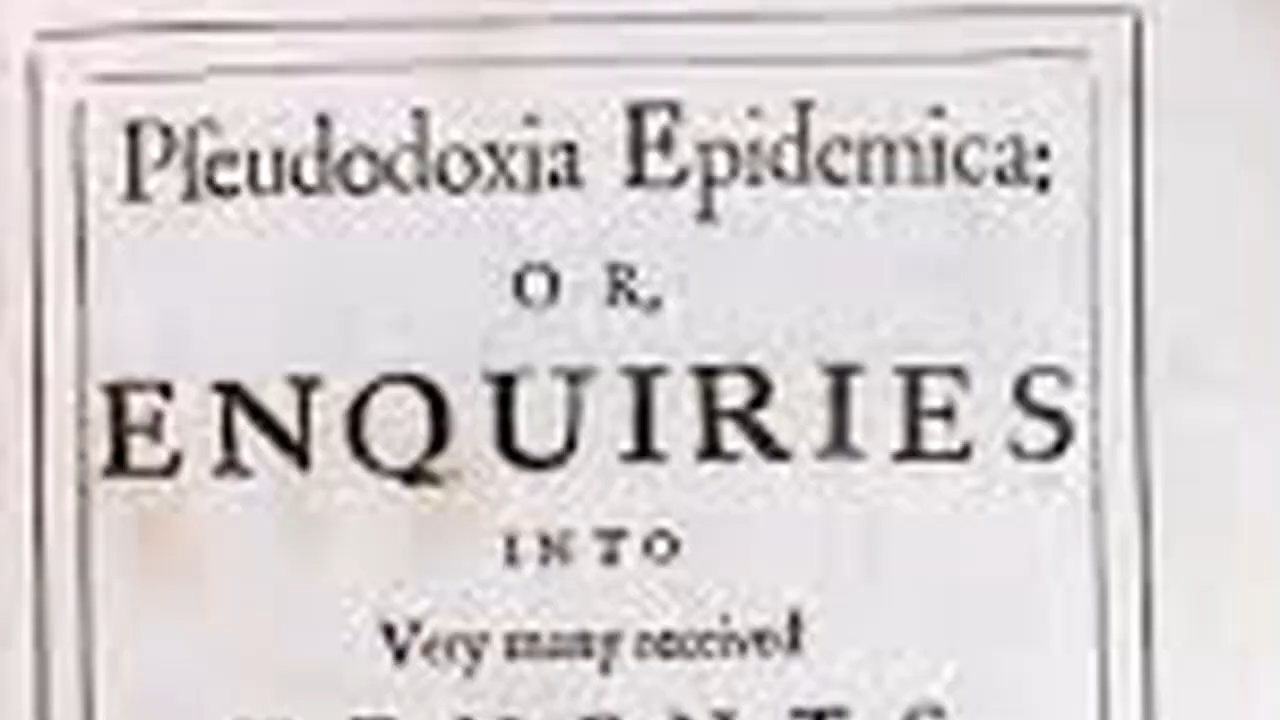 Pſeudodoxia Epidemica:
OR,
ENQUIRIES
INTO
Very many received